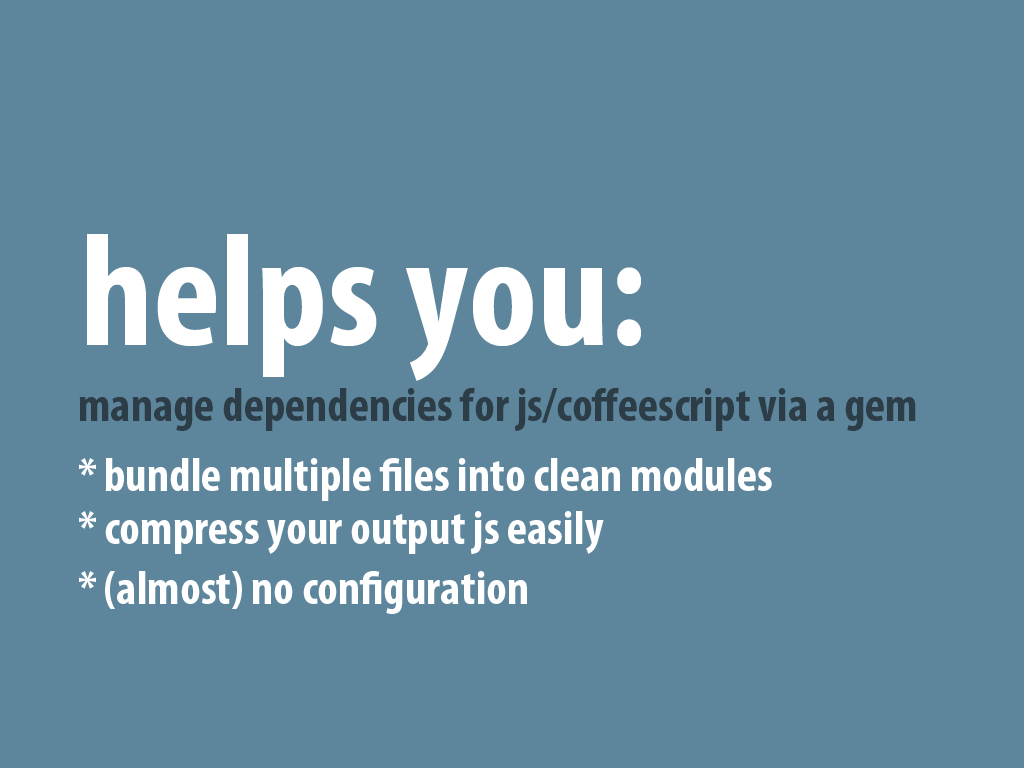 helps you:
manage dependencies for js/coffeescript via a gem
* bundle multiple files into clean modules
* compress your output js easily
* (almost) no configuration